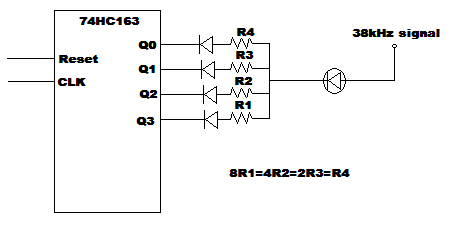 74HC163
Reset
CLK
Q0
Q1
Q2
Q3
R4
R3
R2
R1
38kHz signal
8R1=4R2=2R3=R4